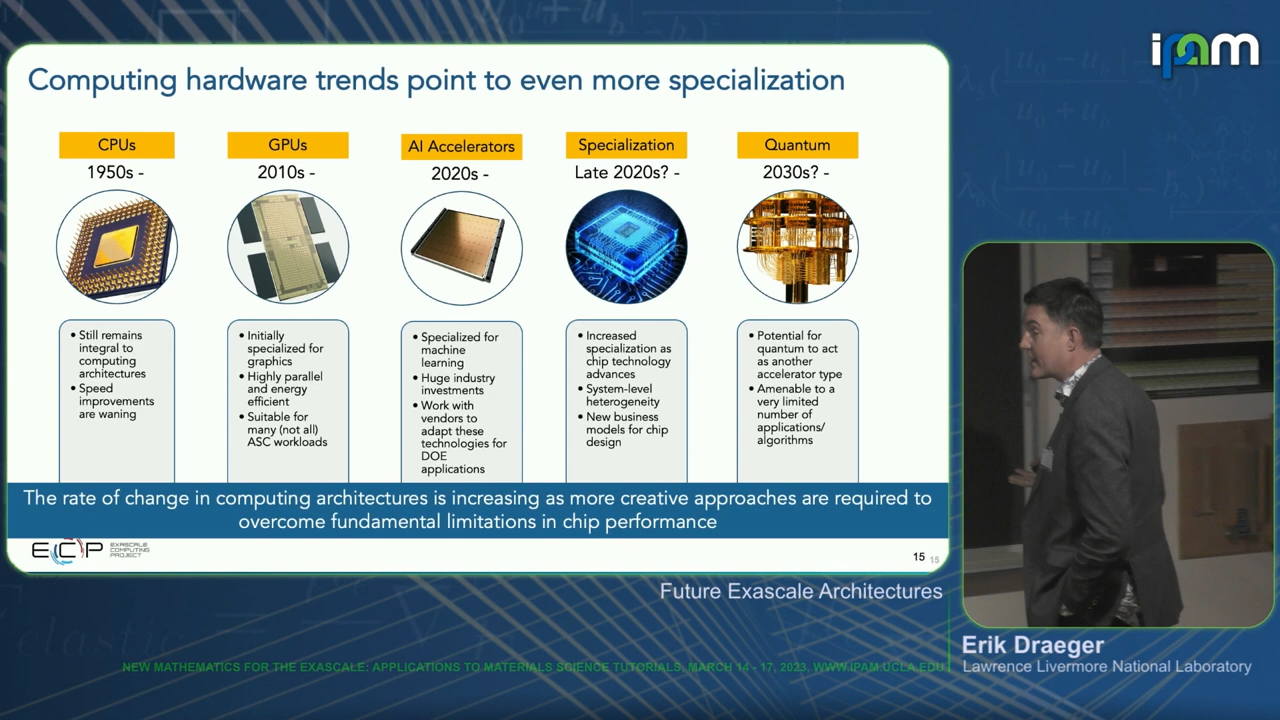 ipam
Computing hardware trends point to even more specialization
CPUs
1950s -
• Still remains
integral to
computing
architectures
• Speed
improvements
are waning
GPUs
2010s -
• Initially
specialized for
graphics
• Highly parallel
and energy
efficient
• Suitable for
many (not all)
ASC workloads
AI Accelerators
2020s -
• Specialized for
machine
learning
• Huge industry
investments
• Work with
vendors to
adapt these
technologies for
DOE
applications
Specialization
Late 2020s? -
• Increased
specialization as
chip technology
advances
• System-level
heterogeneity
• New business
models for chip
design
Quantum
2030s? -
• Potential for
quantum to act
as another
accelerator type
• Amenable to a
very limited
number of
applications/
algorithms
The rate of change in computing architectures is increasing as more creative approaches are required to
overcome fundamental limitations in chip performance
ECP
EXASCALE
COMPUTING
PROJECT
15 15
Future Exascale Architectures
Erik Draeger
Lawrence Livermore National Laboratory
NEW MATHEMATICS FOR THE EXASCALE: APPLICATIONS TO MATERIALS SCIENCE TUTORIALS, MARCH 14 - 17, 2023, WWW.IPAM.UCLA.EDU
elastic